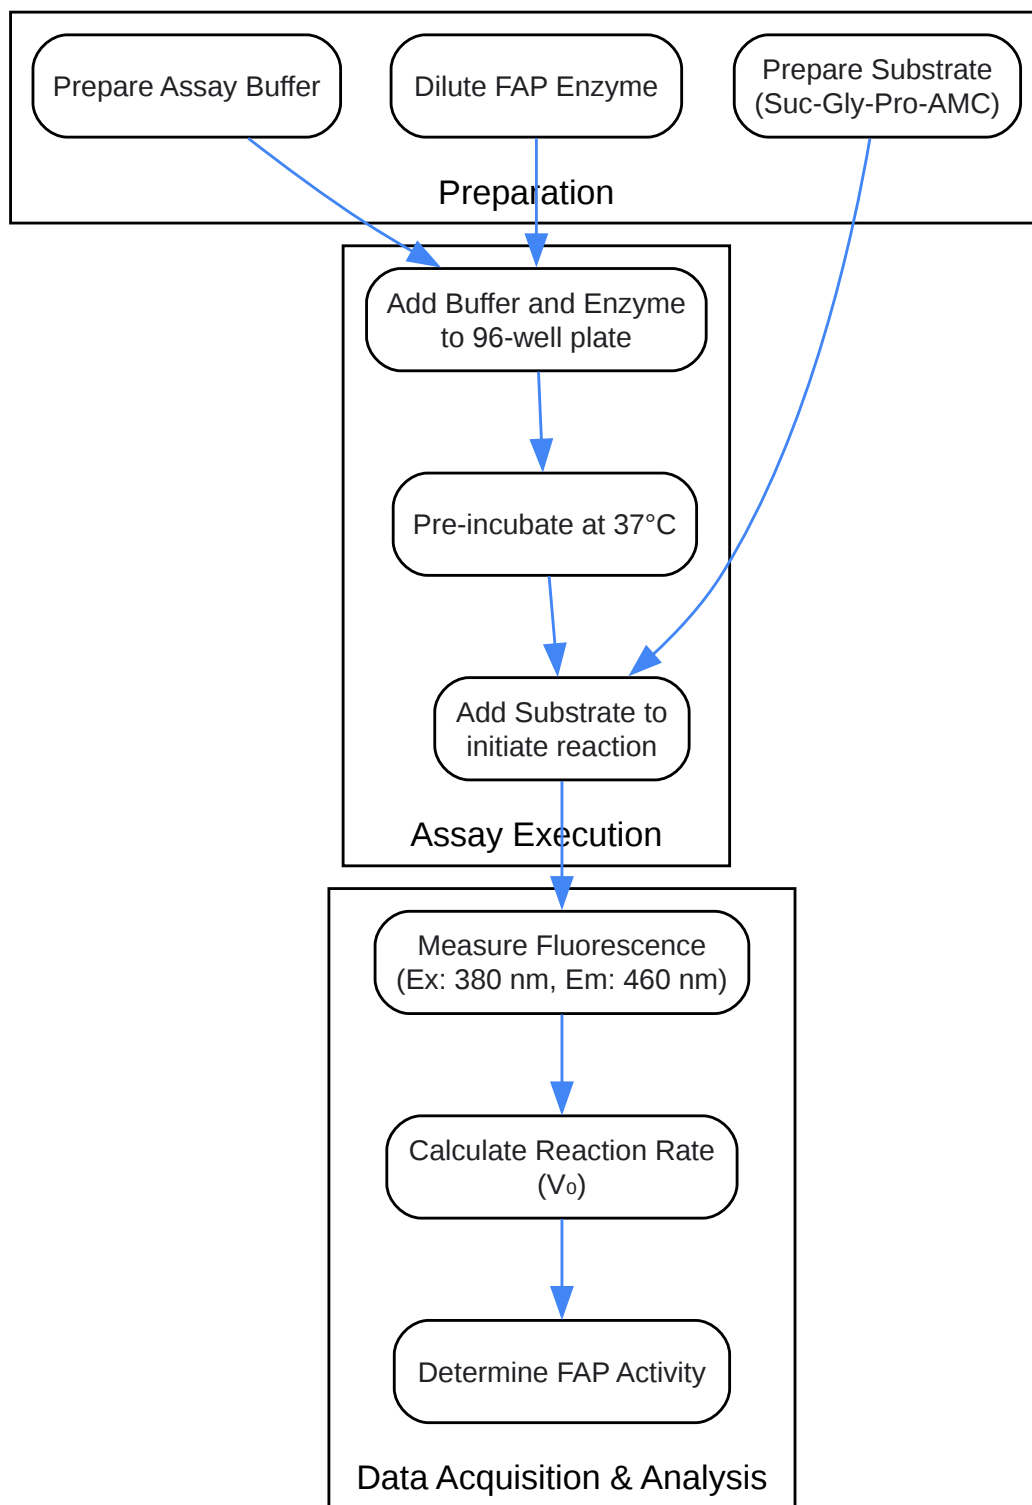 Prepare Assay Buffer
Dilute FAP Enzyme
Prepare Substrate
(Suc-Gly-Pro-AMC)
Preparation
Add Buffer and Enzyme
to 96-well plate
Pre-incubate at 37°C
Add Substrate to
initiate reaction
Assay Execution
Measure Fluorescence
(Ex: 380 nm, Em: 460 nm)
Calculate Reaction Rate
(V₀)
Determine FAP Activity
Data Acquisition & Analysis